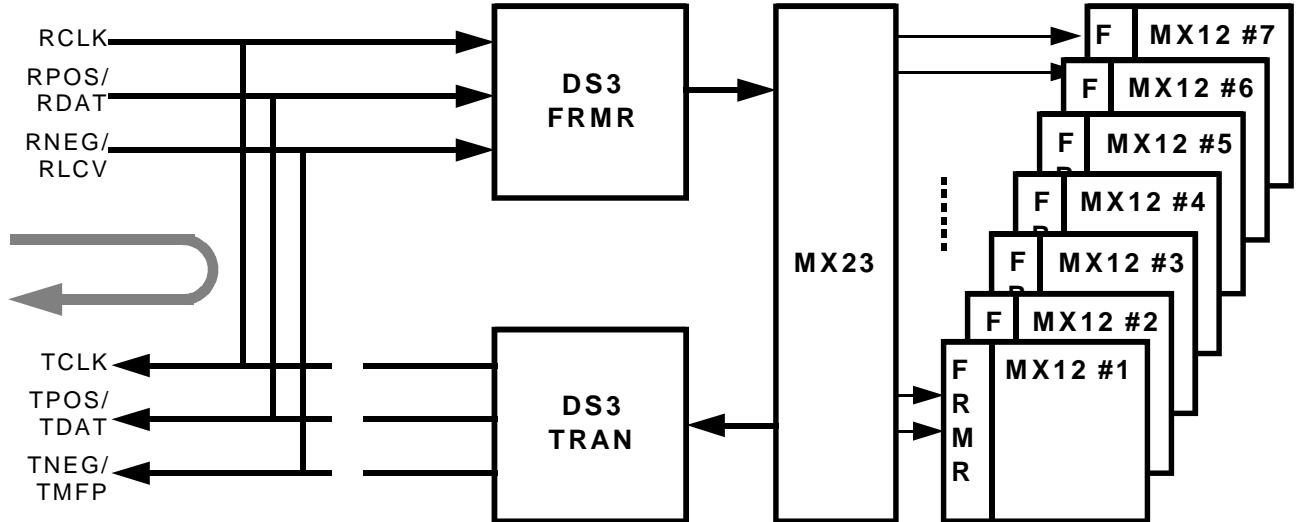 RCLK
RPOS/
RDAT
RNEG/
RLCV
DS3
FRMR
MX23
F MX12 #7
F MX12 #6
F MX12 #5
F MX12 #4
F MX12 #3
F MX12 #2
MX12 #1
F
R
M
R
TCLK
TPOS/
TDAT
TNEG/
TMFP
DS3
TRAN